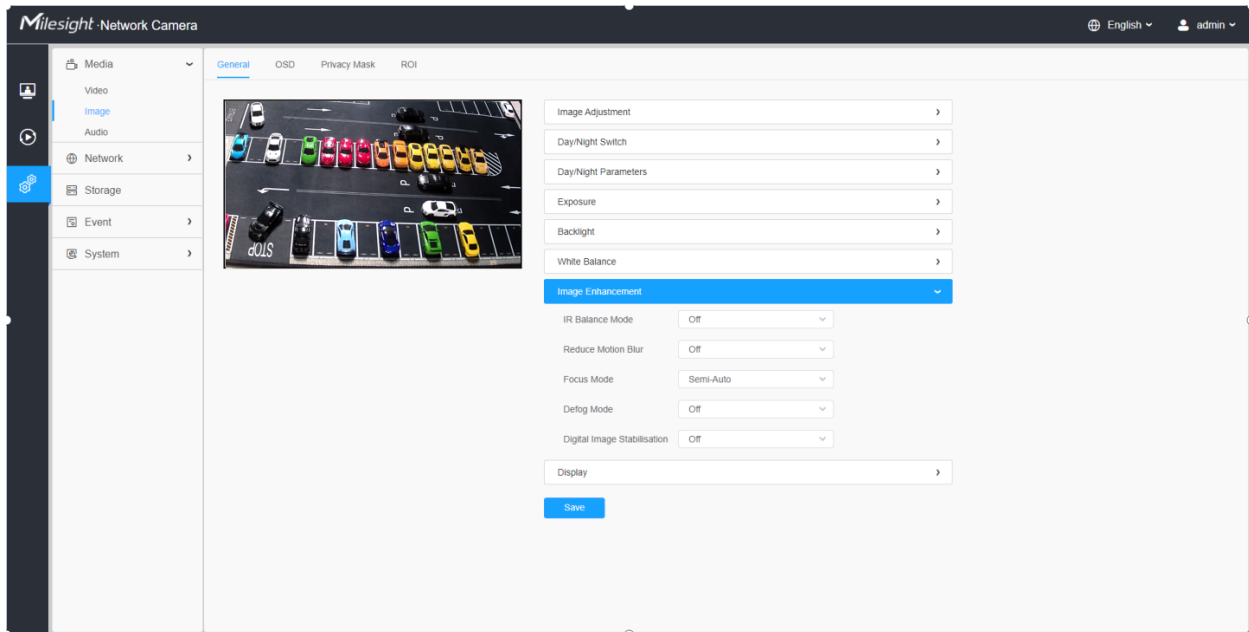 Milesight · Network Camera
English
admin
Media
Video
Image
Audio
Network
Storage
Event
System
General OSD Privacy Mask ROI
P
P
P
STOP
Image Adjustment
Day/Night Switch
Day/Night Parameters
Exposure
Backlight
White Balance
Image Enhancement
IR Balance Mode Off
Reduce Motion Blur Off
Focus Mode Semi-Auto
Defog Mode Off
Digital Image Stabilisation Off
Display
Save